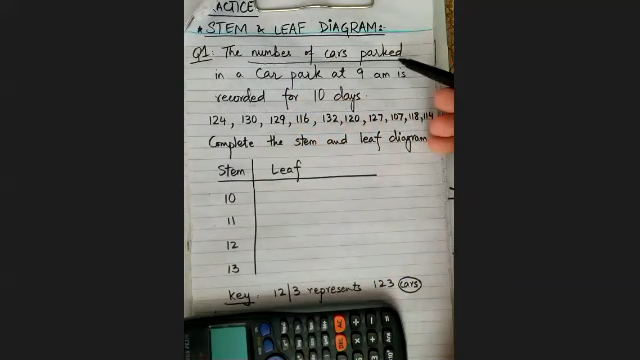 ACTICE
* STEM & LEAF DIAGRAM:-
Q1: The number of cars parked
in a Car park at 9 am is
recorded for 10 days.
124, 130, 129, 116, 132, 120, 127, 107, 118, 114
Complete the stem and leaf diagram
Stem Leaf
10
11
12
13
key: 12|3 represents 123 cars